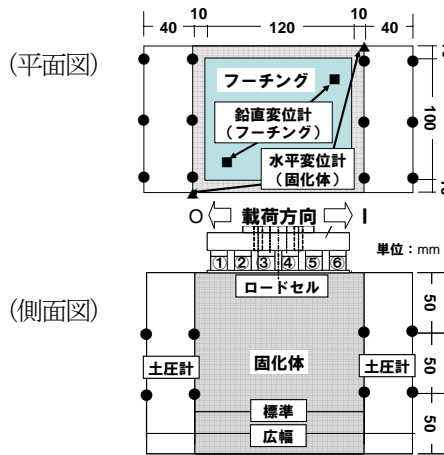 10 10
40 120 40
(平面図)
フーチング
鉛直変位計
(フーチング)
水平変位計
(固化体)
10
100
10
O 載荷方向 I
単位：mm
① ② ③ ④ ⑤ ⑥
ロードセル
(側面図)
50
土圧計 固化体 土圧計
50
標準
広幅
50